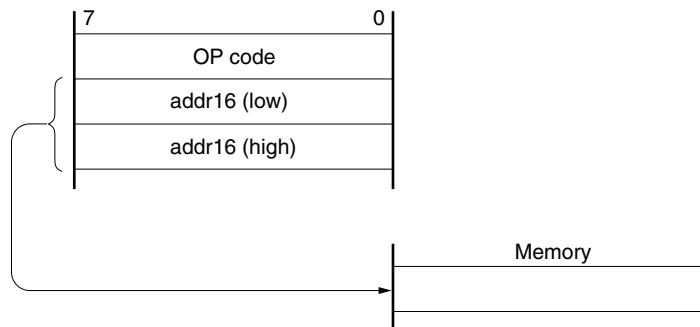 7 0
OP code
addr16 (low)
addr16 (high)
Memory